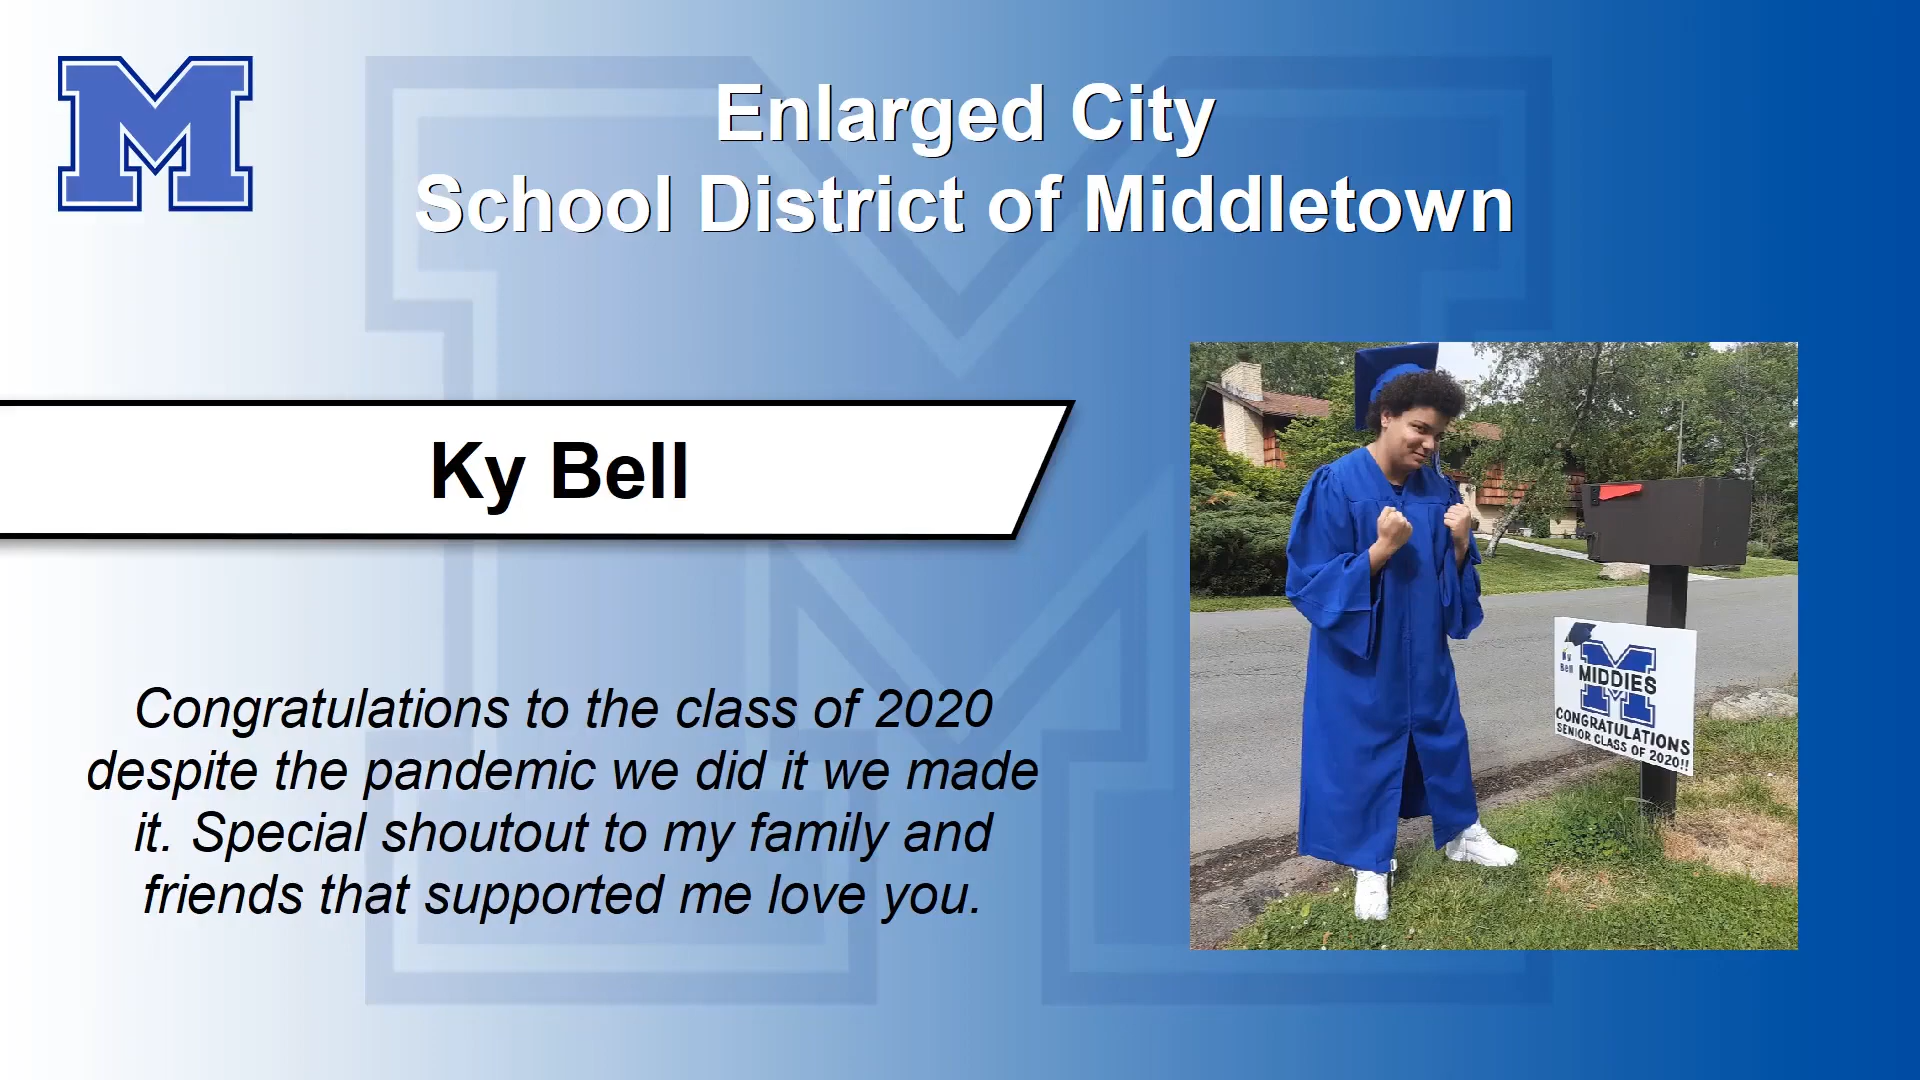 M
Enlarged City
School District of Middletown
Ky Bell
Congratulations to the class of 2020
despite the pandemic we did it we made
it. Special shoutout to my family and
friends that supported me love you.
Ky
Bell
M
MIDDIES
CONGRATULATIONS
SENIOR CLASS OF 2020!!